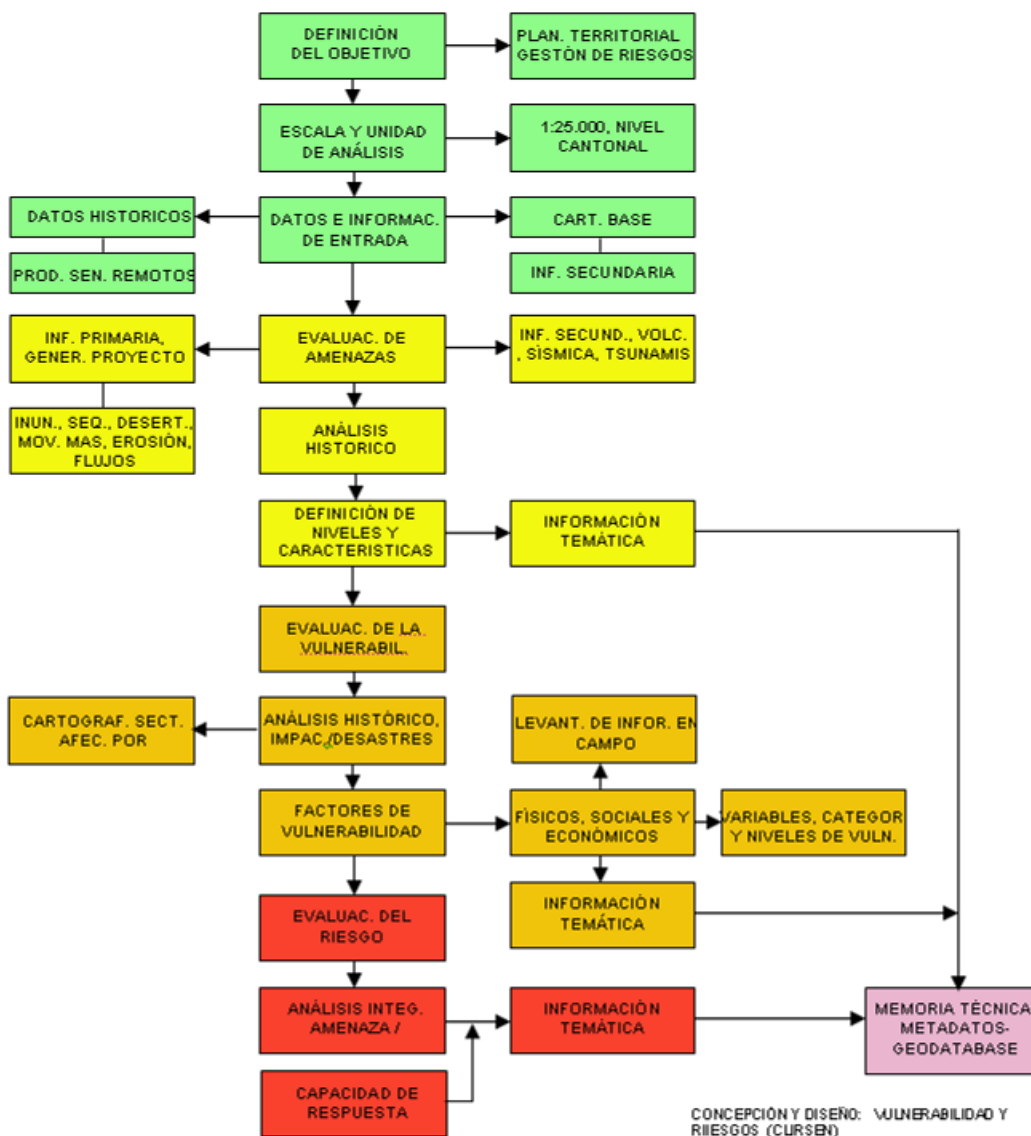 DEFINICIÓN
DEL OBJETIVO
PLAN. TERRITORIAL
GESTÓN DE RIESGOS
ESCALA Y UNIDAD
DE ANÁLISIS
1:25.000, NIVEL
CANTONAL
DATOS HISTORICOS
DATOS E INFORMAC.
DE ENTRADA
CART. BASE
PROD. SEN. REMOTOS
INF. SECUNDARIA
INF. PRIMARIA,
GENER. PROYECTO
EVALUAC. DE
AMENAZAS
INF. SECUND., VOLC.
, SÍSMICA, TSUNAMIS
INUN., SEQ., DESERT.,
MOV. MAS, EROSIÓN,
FLUJOS
ANÁLISIS
HISTÓRICO
DEFINICIÓN DE
NIVELES Y
CARACTERISTICAS
INFORMACIÓN
TEMÁTICA
EVALUAC. DE LA
VULNERABIL.
CARTOGRAF. SECT.
AFEC. POR
ANÁLISIS HISTÓRICO,
IMPAC./DESASTRES
LEVANT. DE INFOR. EN
CAMPO
FACTORES DE
VULNERABILIDAD
FÍSICOS, SOCIALES Y
ECONÓMICOS
VARIABLES, CATEGOR
Y NIVELES DE VULN.
INFORMACIÓN
TEMÁTICA
EVALUAC. DEL
RIESGO
ANÁLISIS INTEG.
AMENAZA /
INFORMACIÓN
TEMÁTICA
MEMORIA TÉCNICA
METADATOS-
GEODATABASE
CAPACIDAD DE
RESPUESTA
CONCEPCIÓN Y DISEÑO: VULNERABILIDAD Y
RIESGOS (CLIRSEN)